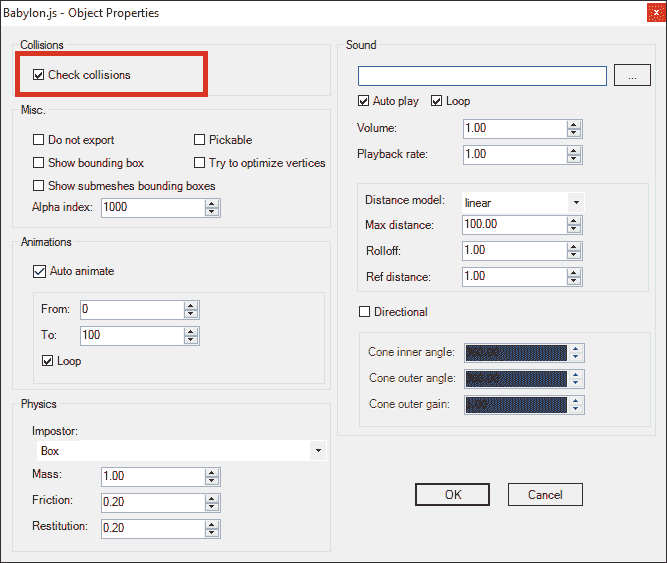 Babylon.js - Object Properties
x
Collisions
Check collisions
Misc.
Do not export
Pickable
Show bounding box
Try to optimize vertices
Show submeshes bounding boxes
Alpha index: 1000
Animations
Auto animate
From: 0
To: 100
Loop
Physics
Impostor:
Box
Mass: 1.00
Friction: 0.20
Restitution: 0.20
Sound
...
Auto play
Loop
Volume: 1.00
Playback rate: 1.00
Distance model: linear
Max distance: 100.00
Rolloff: 1.00
Ref distance: 1.00
Directional
Cone inner angle:
Cone outer angle:
Cone outer gain:
OK
Cancel